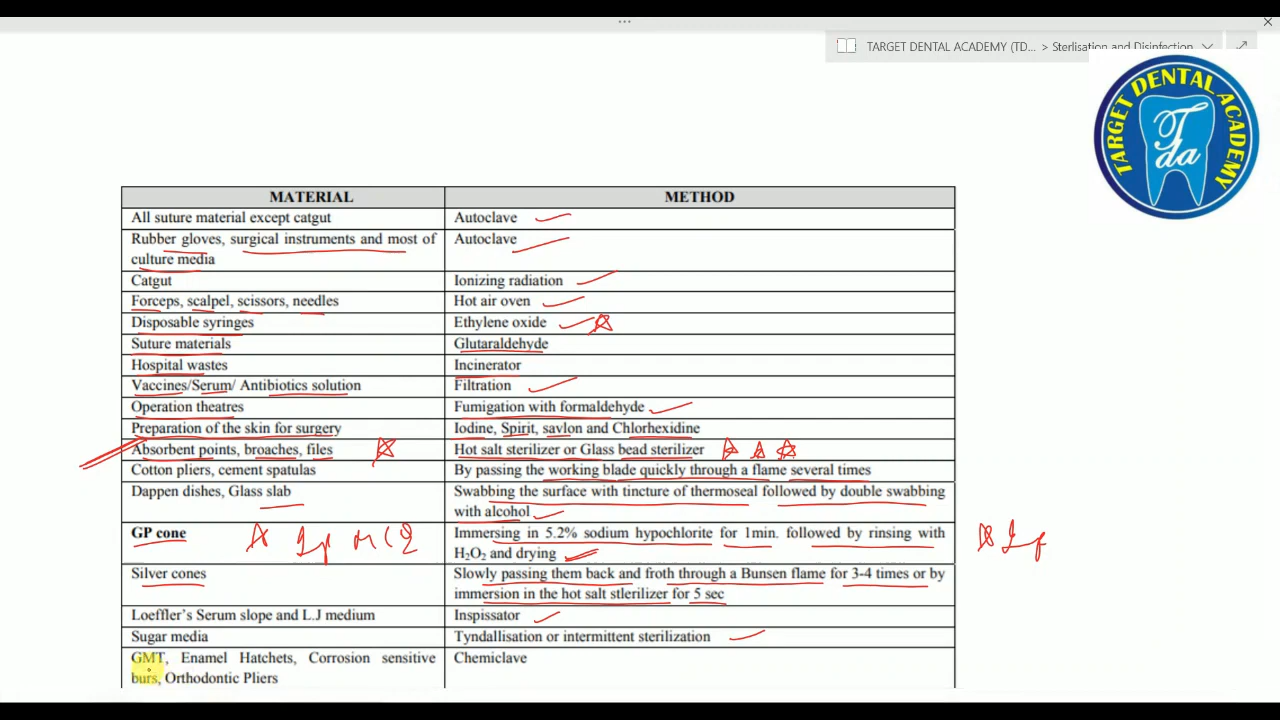 TARGET DENTAL ACADEMY (TD... > Sterlisation and Disinfection
TARGET DENTAL ACADEMY
Tda
MATERIAL METHOD
All suture material except catgut Autoclave
Rubber gloves, surgical instruments and most of Autoclave
culture media
Catgut Ionizing radiation
Forceps, scalpel, scissors, needles Hot air oven
Disposable syringes Ethylene oxide
Suture materials Glutaraldehyde
Hospital wastes Incinerator
Vaccines/Serum/ Antibiotics solution Filtration
Operation theatres Fumigation with formaldehyde
Preparation of the skin for surgery Iodine, Spirit, savlon and Chlorhexidine
Absorbent points, broaches, files Hot salt sterilizer or Glass bead sterilizer
Cotton pliers, cement spatulas By passing the working blade quickly through a flame several times
Dappen dishes, Glass slab Swabbing the surface with tincture of thermoseal followed by double swabbing
with alcohol
GP cone Imp MCQ Immersing in 5.2% sodium hypochlorite for 1min. followed by rinsing with Imp
H₂O₂ and drying
Silver cones Slowly passing them back and froth through a Bunsen flame for 3-4 times or by
immersion in the hot salt stlerilizer for 5 sec
Loeffler's Serum slope and L.J medium Inspissator
Sugar media Tyndallisation or intermittent sterilization
GMT, Enamel Hatchets, Corrosion sensitive Chemiclave
burs, Orthodontic Pliers